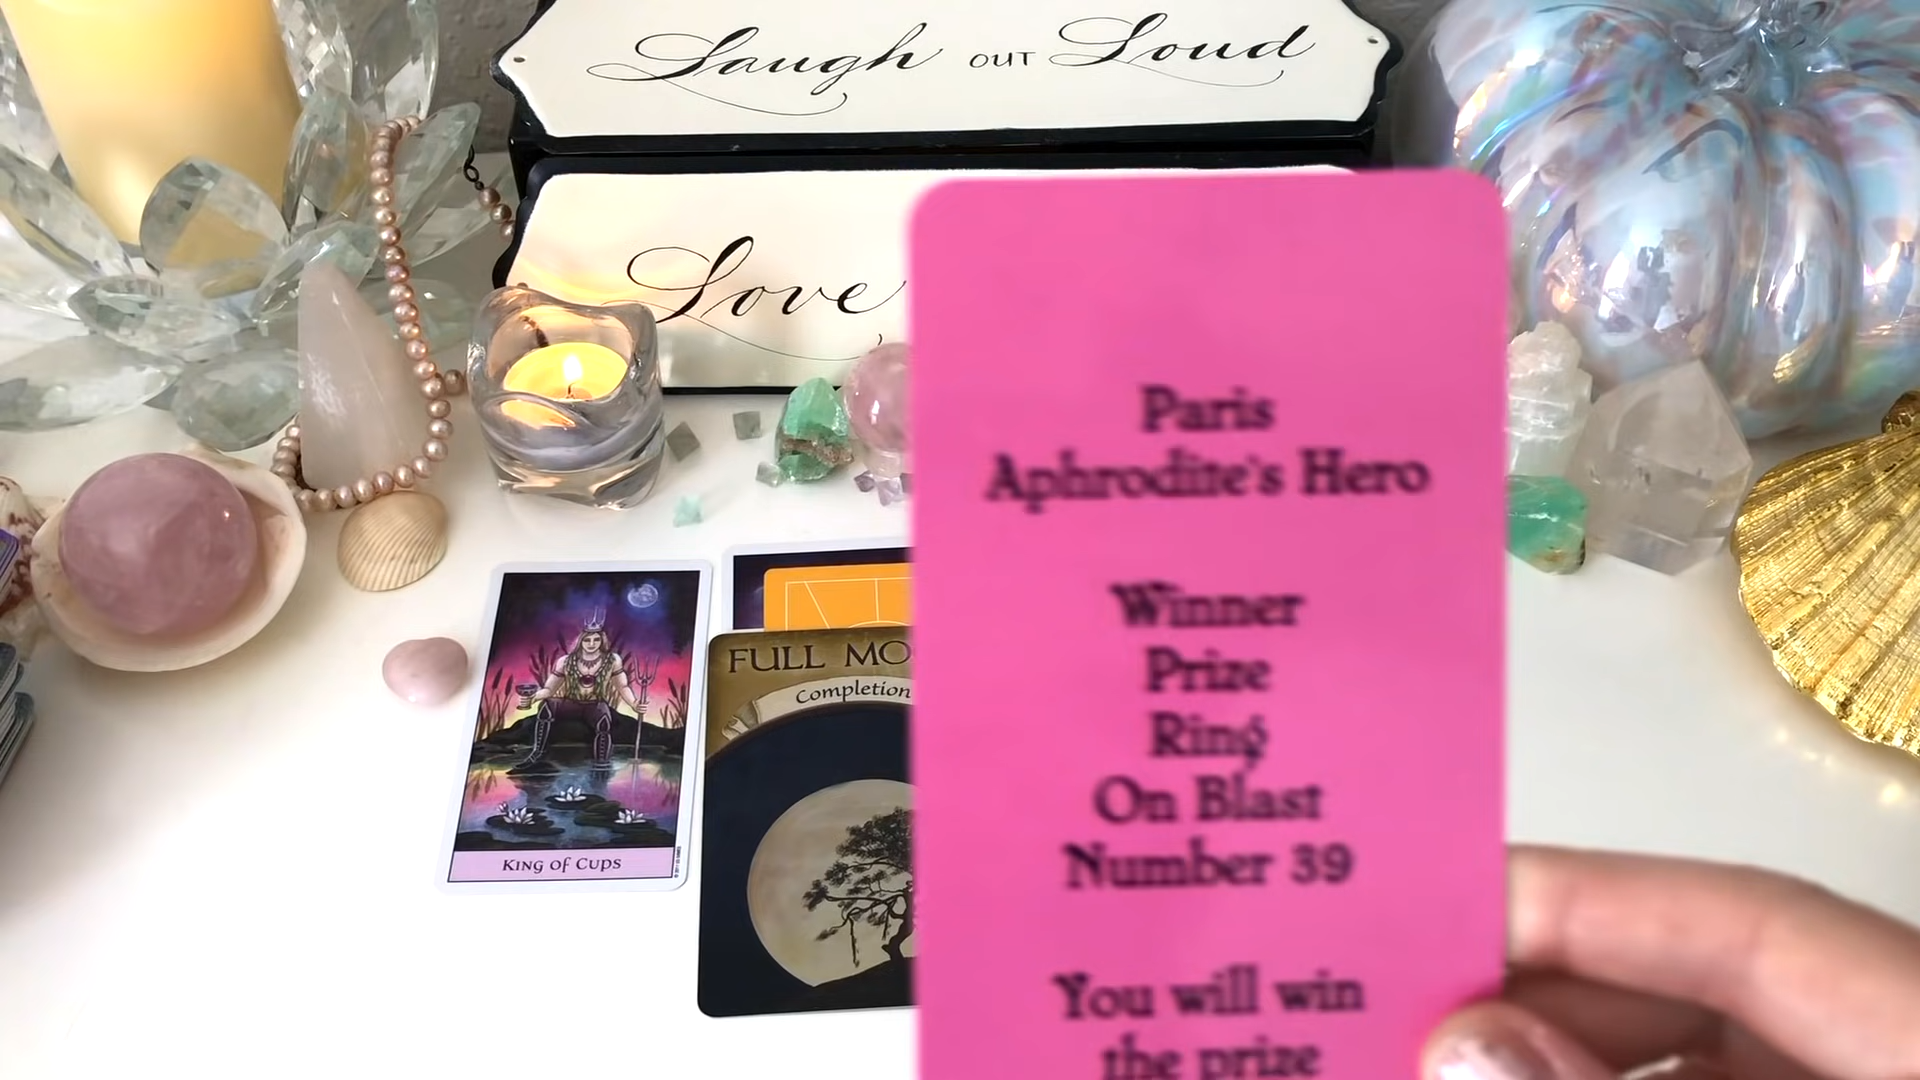 Laugh OUT Loud
Love
Paris
Aphrodite's Hero
Winner
Prize
Ring
On Blast
Number 39
You will win
the prize
FULL MO
Completion
KING OF CUPS